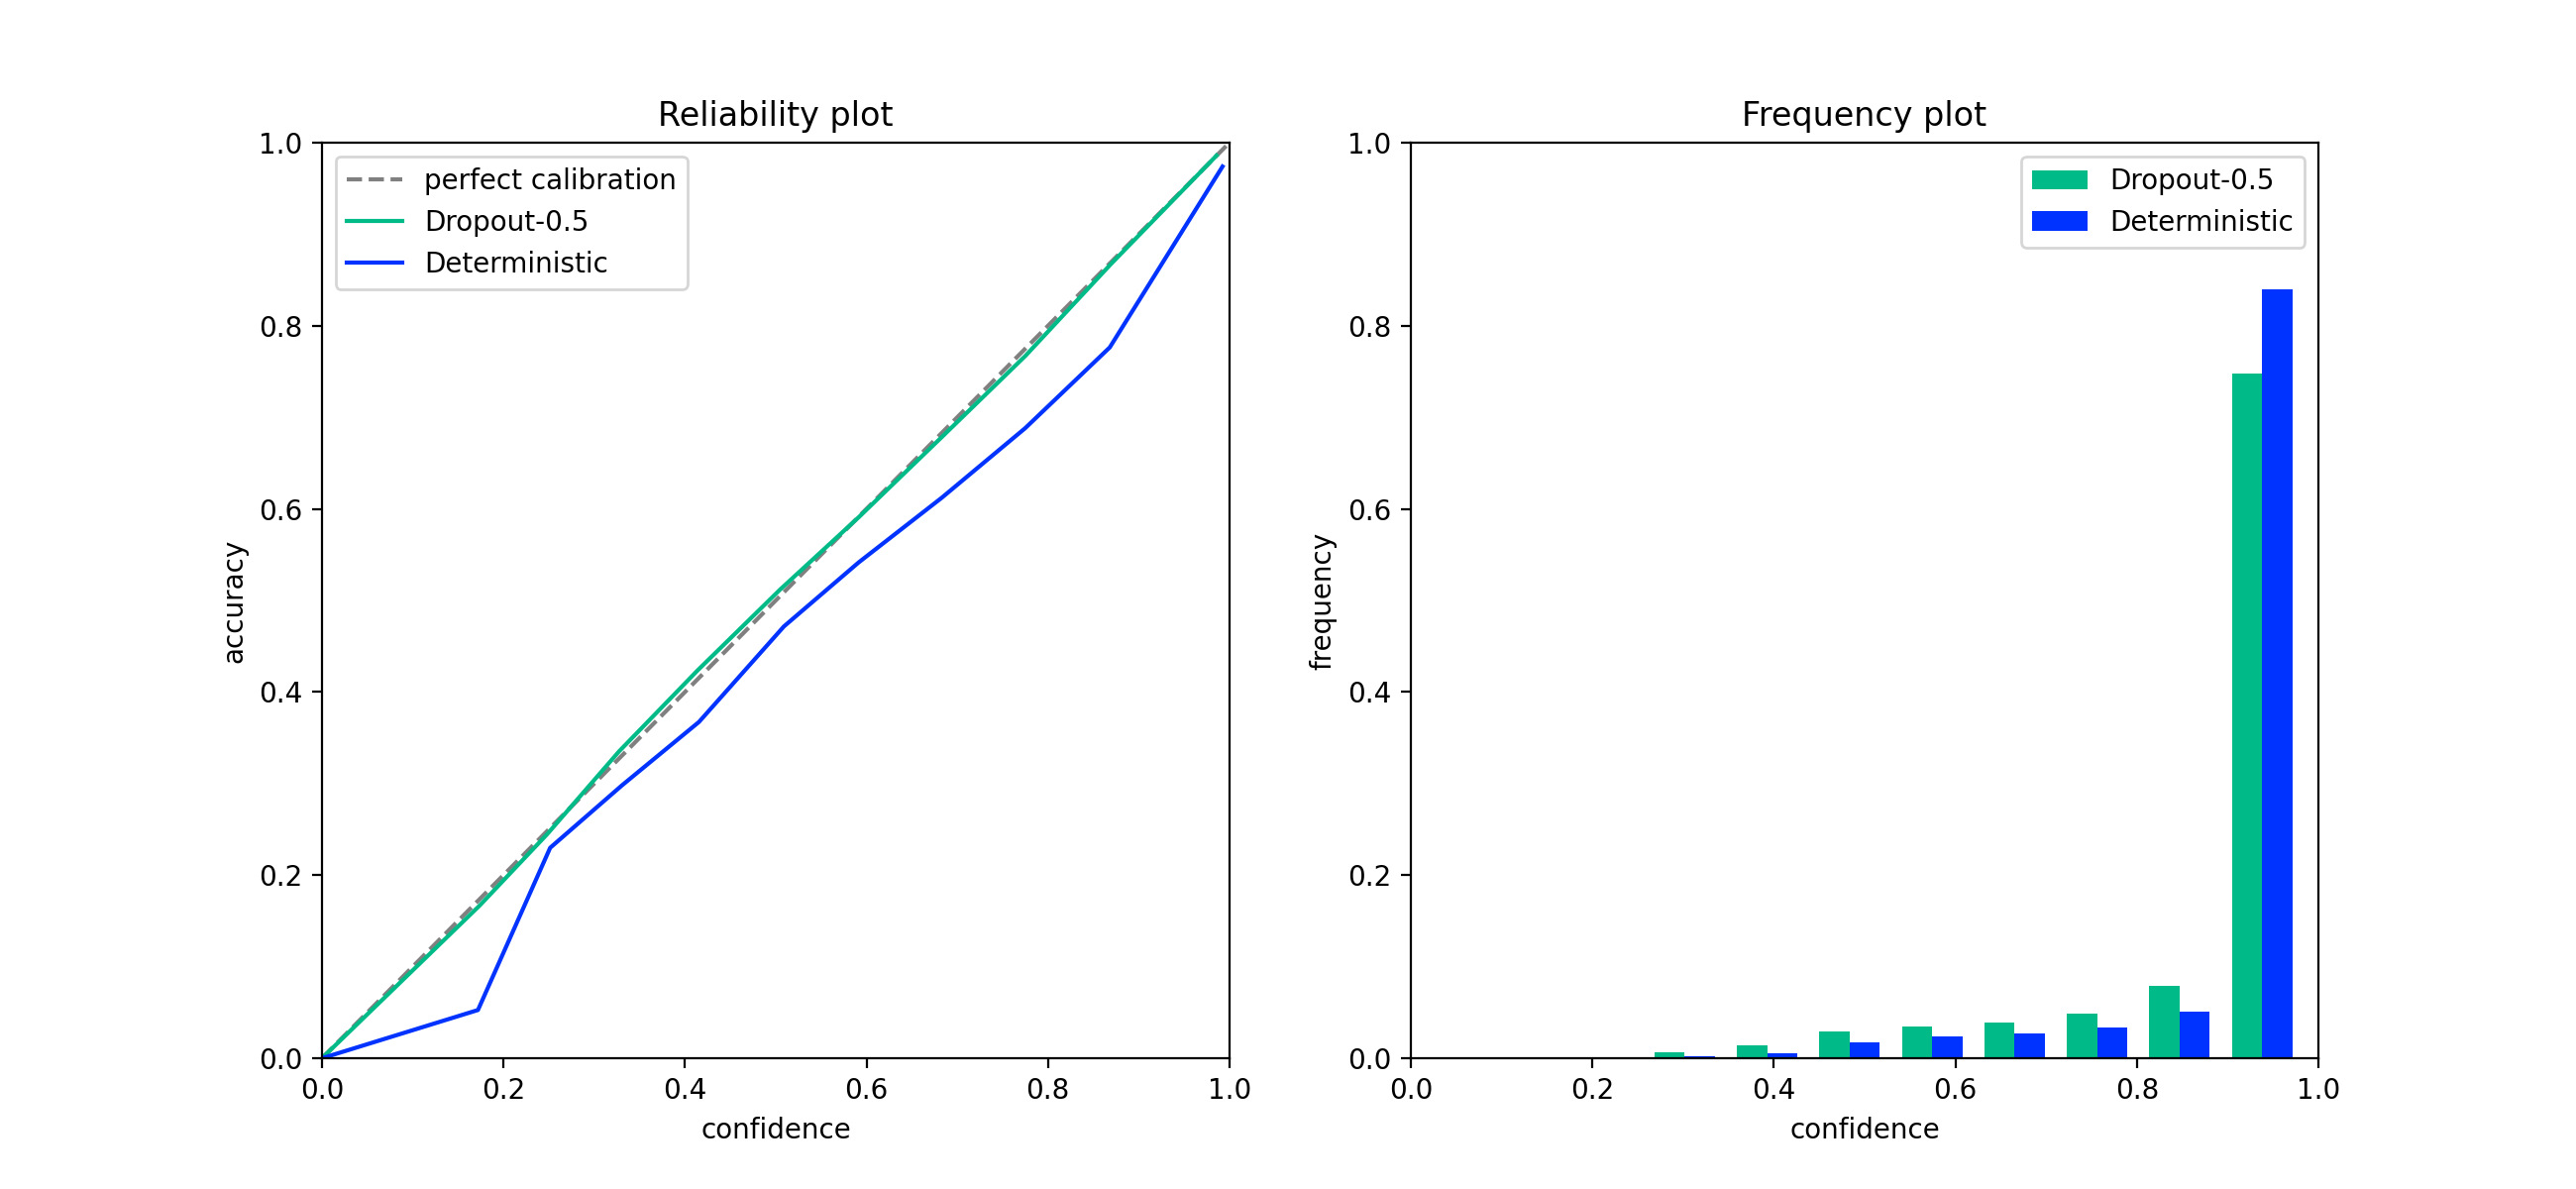 Reliability plot
1.0
0.8
0.6
0.4
0.2
0.0
accuracy
perfect calibration
Dropout-0.5
Deterministic
0.0 0.2 0.4 0.6 0.8 1.0
confidence
Frequency plot
1.0
0.8
0.6
0.4
0.2
0.0
frequency
Dropout-0.5
Deterministic
0.0 0.2 0.4 0.6 0.8 1.0
confidence